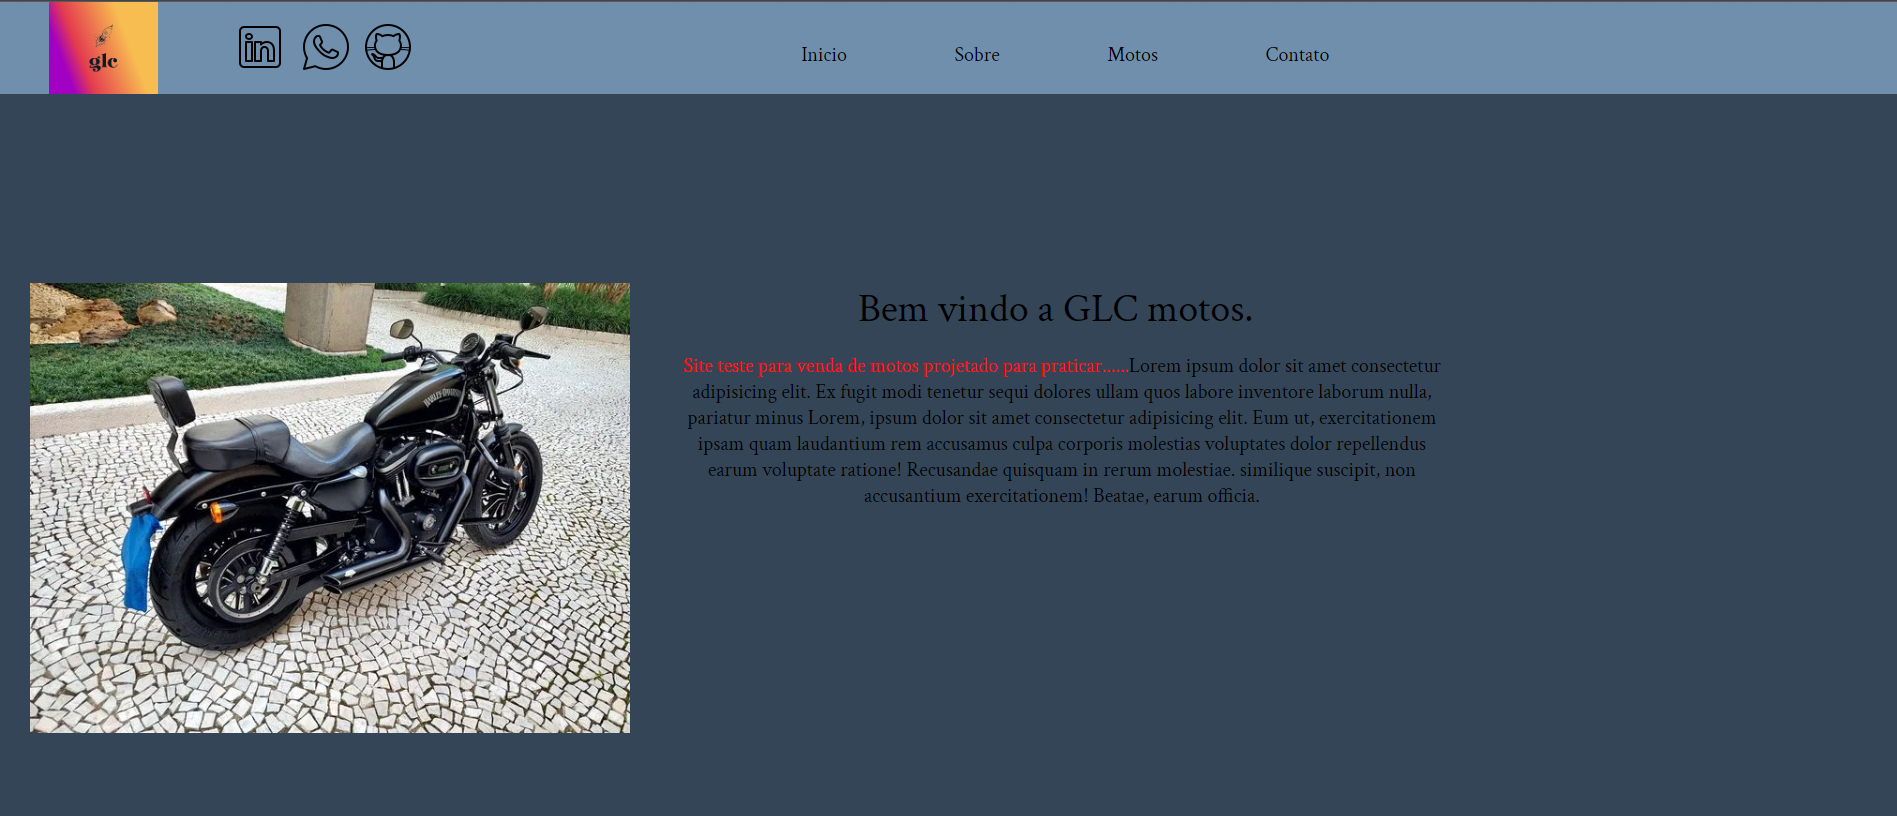 glc
in
Inicio Sobre Motos Contato
HARLEY-DAVIDSON
Bem vindo a GLC motos.
Site teste para venda de motos projetado para praticar......Lorem ipsum dolor sit amet consectetur
adipisicing elit. Ex fugit modi tenetur sequi dolores ullam quos labore inventore laborum nulla,
pariatur minus Lorem, ipsum dolor sit amet consectetur adipisicing elit. Eum ut, exercitationem
ipsam quam laudantium rem accusamus culpa corporis molestias voluptates dolor repellendus
earum voluptate ratione! Recusandae quisquam in rerum molestiae. similique suscipit, non
accusantium exercitationem! Beatae, earum officia.